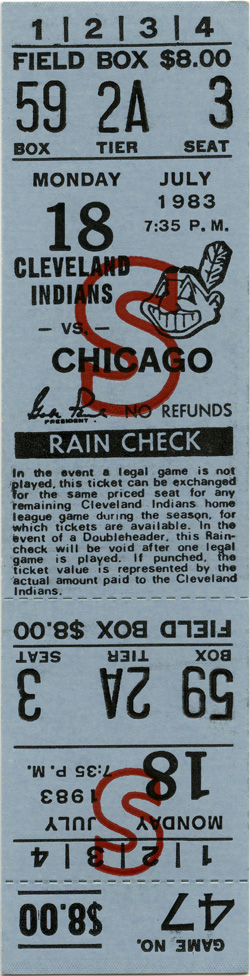 1 | 2 | 3 | 4
FIELD BOX $8.00
59 2A 3
BOX TIER SEAT
MONDAY JULY
18 1983
7:35 P. M.
CLEVELAND
INDIANS
S
— VS. —
CHICAGO
PRESIDENT NO REFUNDS
RAIN CHECK
In the event a legal game is not
played, this ticket can be exchanged
for the same priced seat for any
remaining Cleveland Indians home
league game during the season, for
which tickets are available. In the
event of a Doubleheader, this Rain-
check will be void after one legal
game is played. If punched, the
ticket value is represented by the
actual amount paid to the Cleveland
Indians.
FIELD BOX $8.00
BOX TIER SEAT
59 2A 3
18 7:35 P. M.
1983
MONDAY JULY
S
1 | 2 | 3 | 4
GAME NO. 47 $8.00